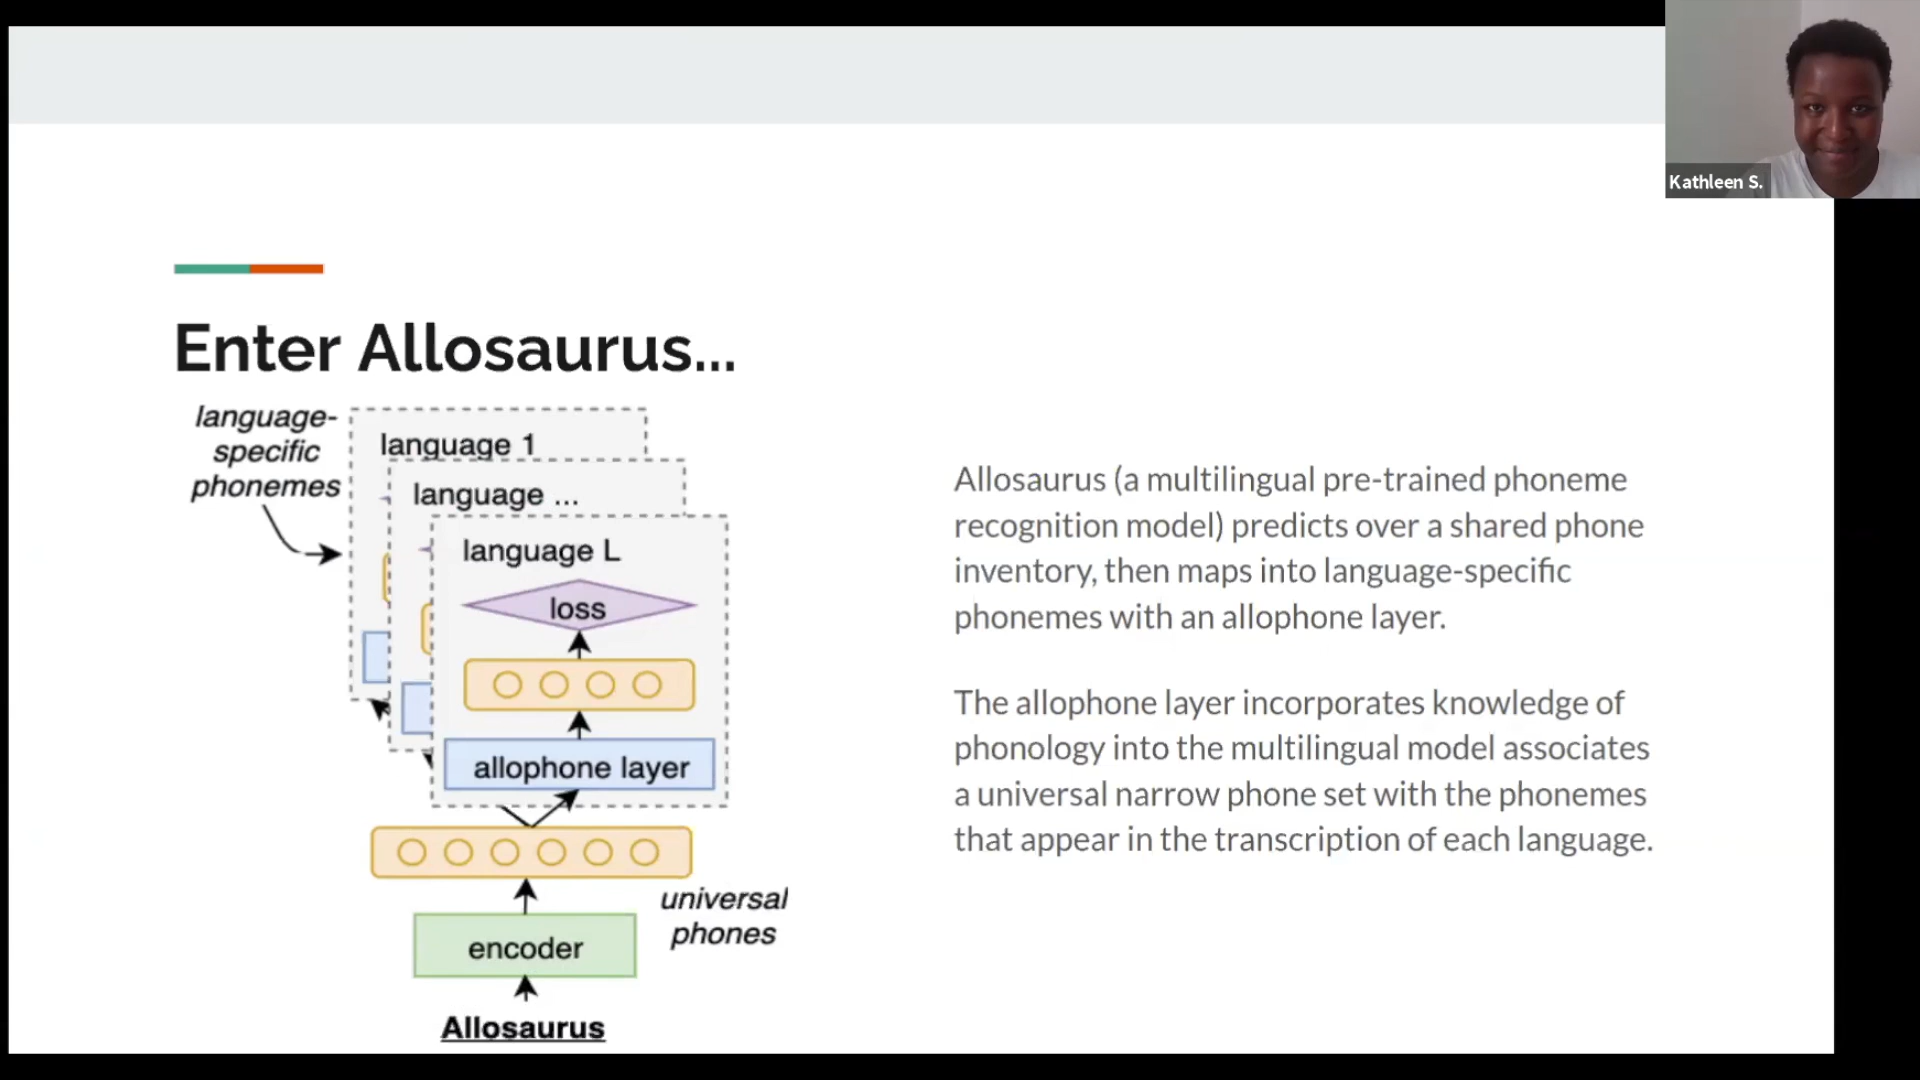 Kathleen S.
Enter Allosaurus...
language-
specific
phonemes
language 1
language ...
language L
loss
allophone layer
universal
phones
encoder
Allosaurus
Allosaurus (a multilingual pre-trained phoneme
recognition model) predicts over a shared phone
inventory, then maps into language-specific
phonemes with an allophone layer.
The allophone layer incorporates knowledge of
phonology into the multilingual model associates
a universal narrow phone set with the phonemes
that appear in the transcription of each language.